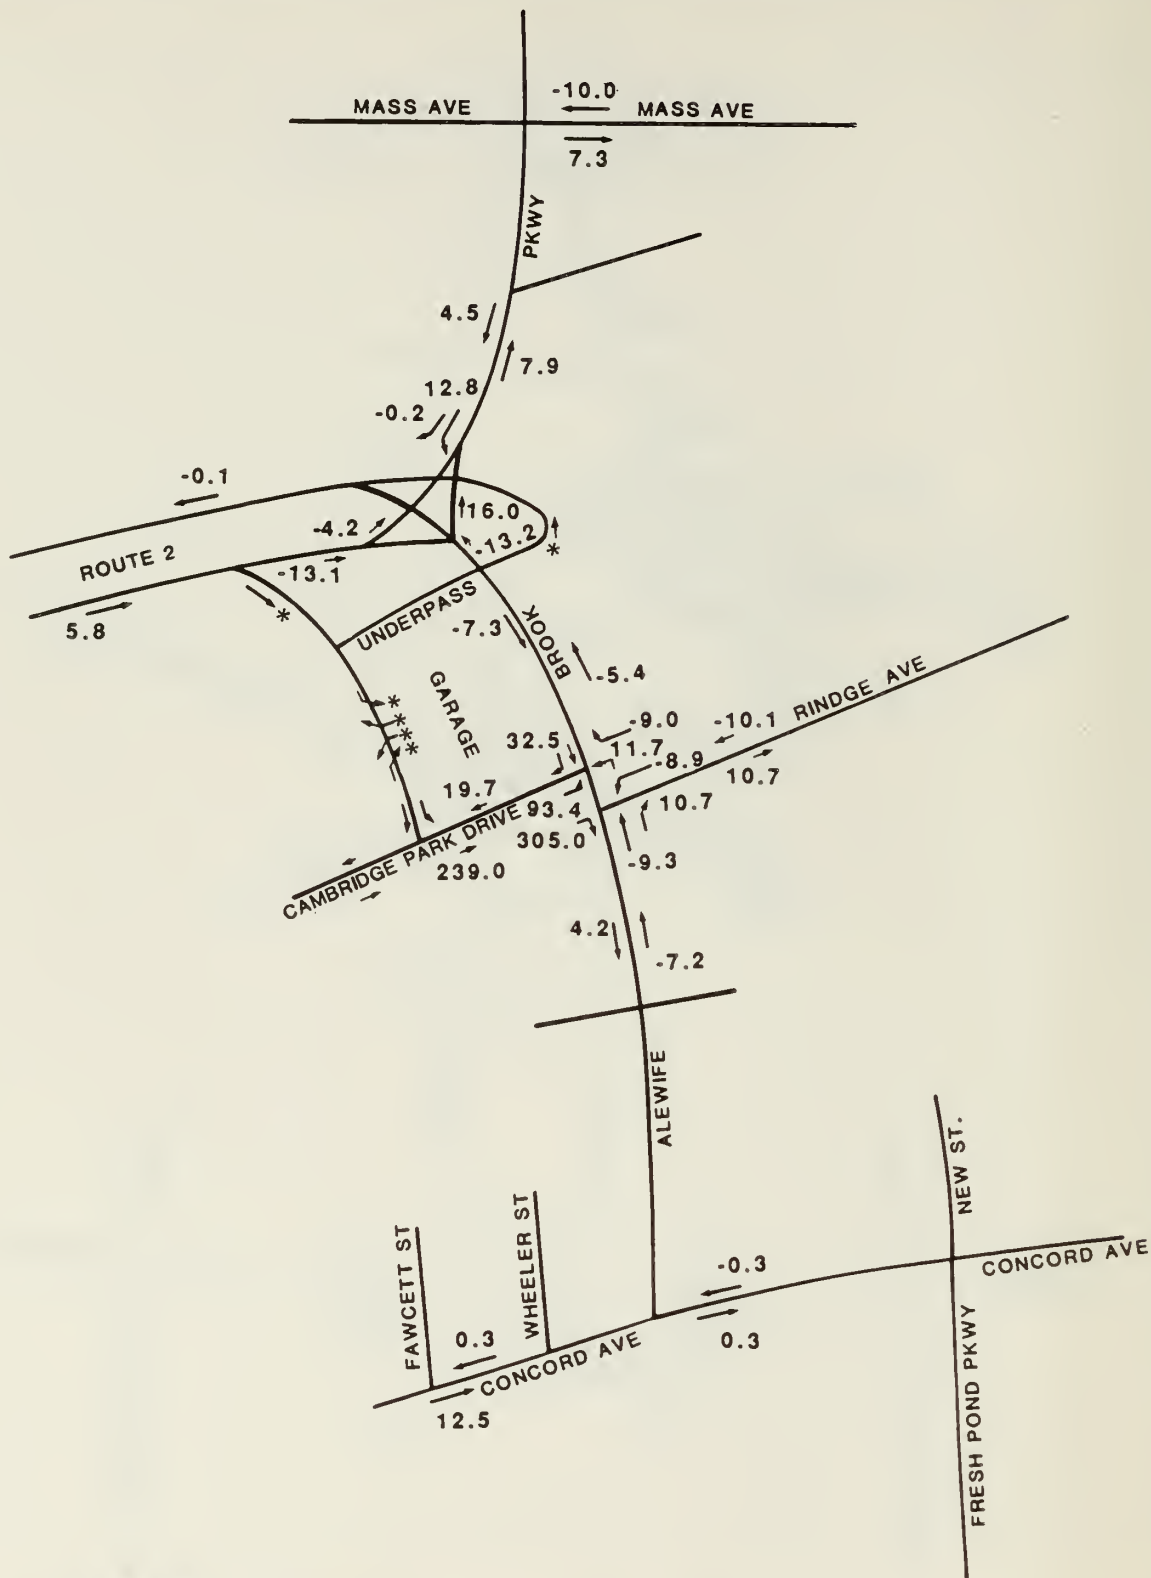 -10.0
MASS AVE
MASS AVE
7.3
PKWY
4.5
7.9
12.8
-0.2
-0.1
16.0
-4.2
-13.2
*
ROUTE 2
-13.1
*
5.8
UNDERPASS
-7.3
BROOK
-5.4
RINDGE AVE
GARAGE
*
*
*
*
-9.0
-10.1
32.5
11.7
-8.9
10.7
19.7
93.4
10.7
305.0
CAMBRIDGE PARK DRIVE
239.0
-9.3
4.2
-7.2
ALEWIFE
NEW ST.
FAWCETT ST
WHEELER ST
-0.3
CONCORD AVE
0.3
0.3
CONCORD AVE
12.5
FRESH POND PKWY